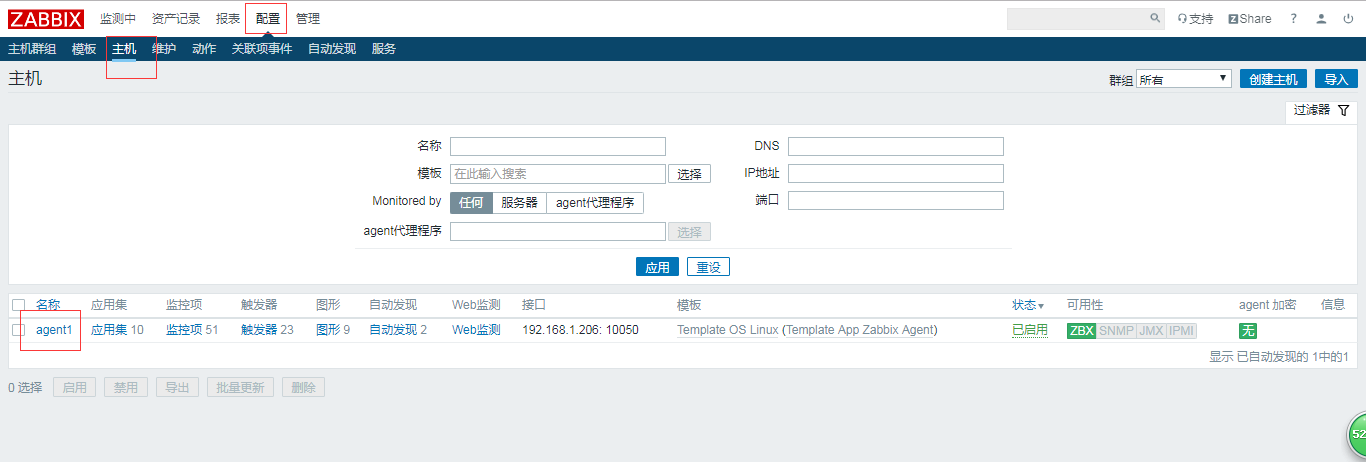 ZABBIX 监测中 资产记录 报表 配置 管理 支持 Z Share ?
主机群组 模板 主机 维护 动作 关联项事件 自动发现 服务
主机 群组 所有 创建主机 导入
过滤器
名称 DNS
模板 在此输入搜索 选择 IP地址
Monitored by 任何 服务器 agent代理程序 端口
agent代理程序 选择
应用 重设
名称 应用集 监控项 触发器 图形 自动发现 Web监测 接口 模板 状态 可用性 agent 加密 信息
agent1 应用集 10 监控项 51 触发器 23 图形 9 自动发现 2 Web监测 192.168.1.206: 10050 Template OS Linux (Template App Zabbix Agent) 已启用 ZBX SNMP JMX IPMI 无
显示 已自动发现的 1中的1
0 选择 启用 禁用 导出 批量更新 删除
52